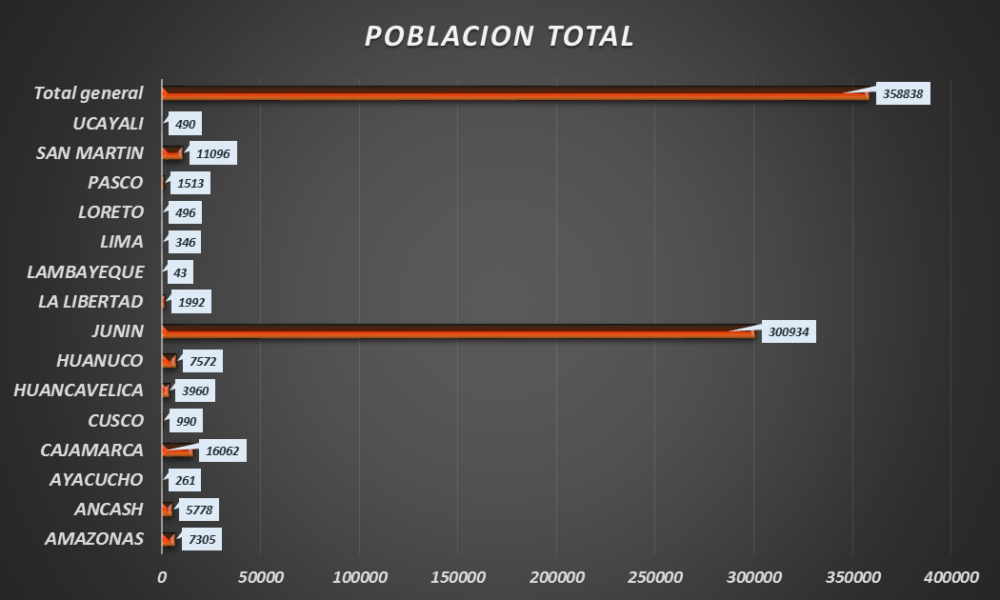 POBLACION TOTAL
Total general 358838
UCAYALI 490
SAN MARTIN 11096
PASCO 1513
LORETO 496
LIMA 346
LAMBAYEQUE 43
LA LIBERTAD 1992
JUNIN 300934
HUANUCO 7572
HUANCAVELICA 3960
CUSCO 990
CAJAMARCA 16062
AYACUCHO 261
ANCASH 5778
AMAZONAS 7305
0 50000 100000 150000 200000 250000 300000 350000 400000